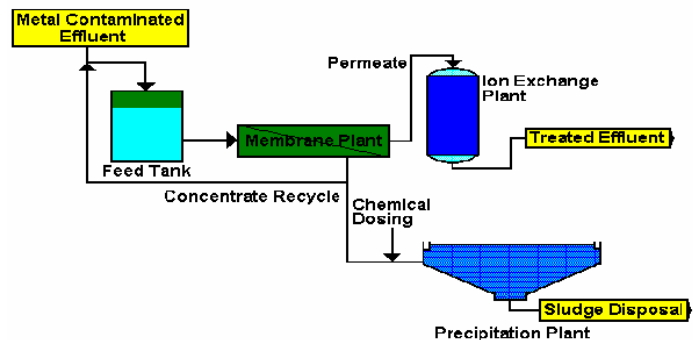 Metal Contaminated
Effluent
Permeate
Ion Exchange
Plant
Membrane Plant
Treated Effluent
Feed Tank
Concentrate Recycle
Chemical
Dosing
Sludge Disposal
Precipitation Plant